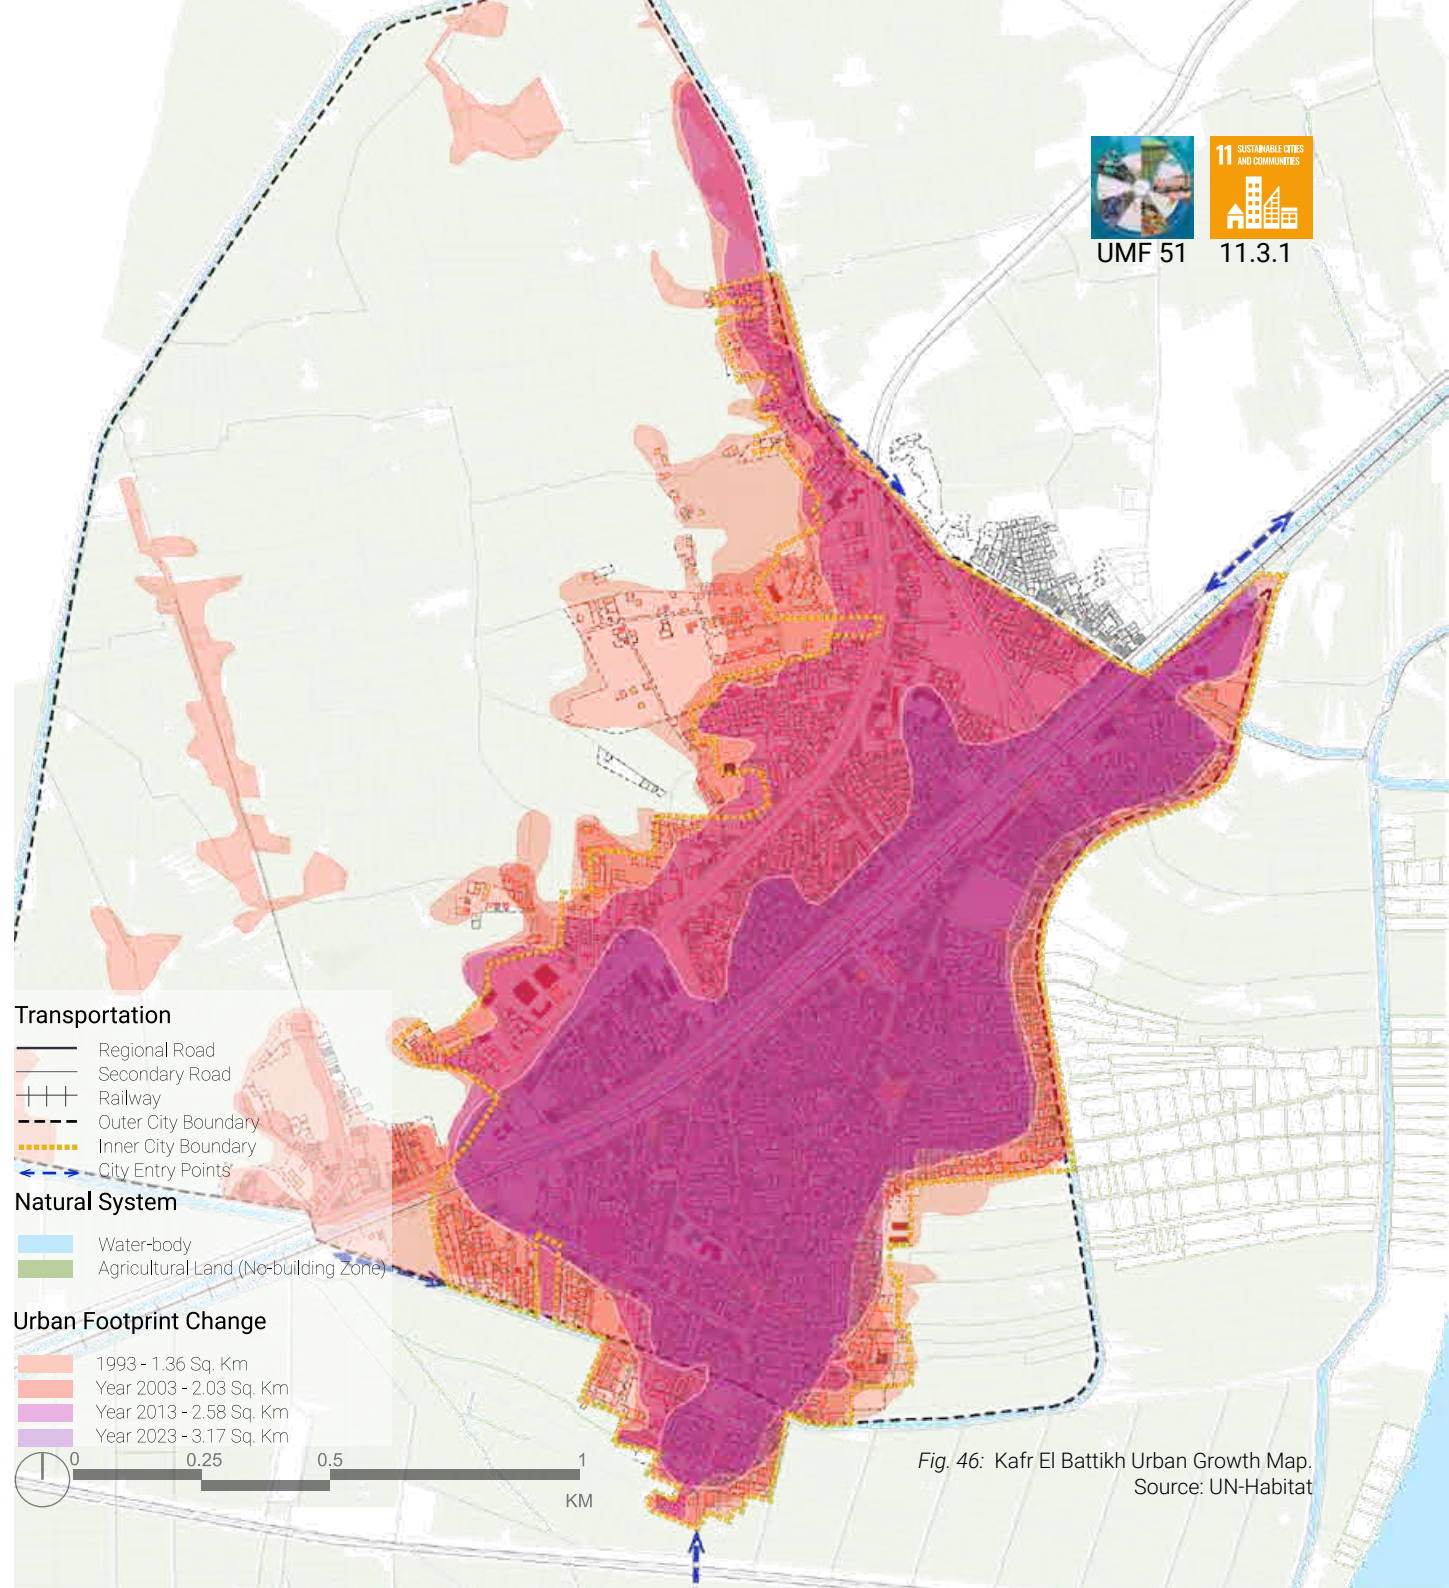 11 SUSTAINABLE CITIES
AND COMMUNITIES
UMF 51
11.3.1
Transportation
Regional Road
Secondary Road
Railway
Outer City Boundary
Inner City Boundary
City Entry Points
Natural System
Water-body
Agricultural Land (No-building Zone)
Urban Footprint Change
1993 - 1.36 Sq. Km
Year 2003 - 2.03 Sq. Km
Year 2013 - 2.58 Sq. Km
Year 2023 - 3.17 Sq. Km
0 0.25 0.5 1
KM
Fig. 46: Kafr El Battikh Urban Growth Map.
Source: UN-Habitat